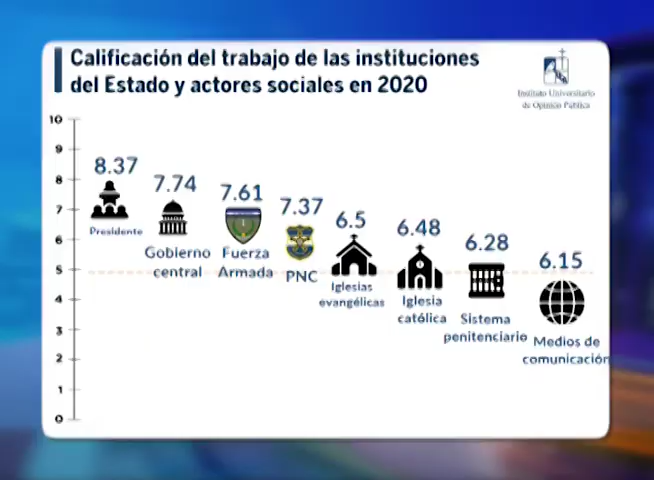 Calificación del trabajo de las instituciones
del Estado y actores sociales en 2020
Instituto Universitario
de Opinión Pública
10
9
8
7
6
5
4
3
2
1
0
8.37
Presidente
7.74
Gobierno
central
7.61
Fuerza
Armada
7.37
PNC
6.5
Iglesias
evangélicas
6.48
Iglesia
católica
6.28
Sistema
penitenciario
6.15
Medios de
comunicación